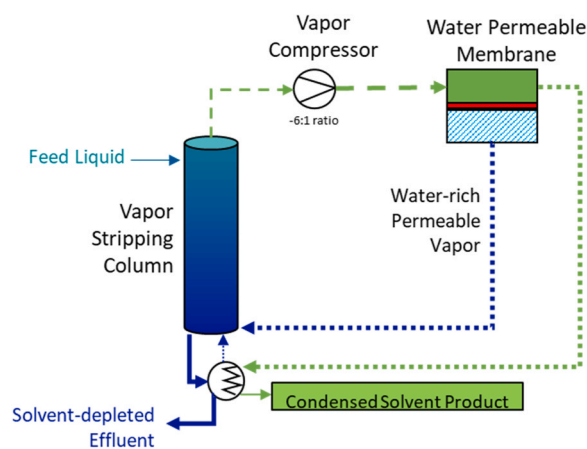 Vapor
Compressor
Water Permeable
Membrane
-6:1 ratio
Feed Liquid
Vapor
Stripping
Column
Water-rich
Permeable
Vapor
Condensed Solvent Product
Solvent-depleted
Effluent